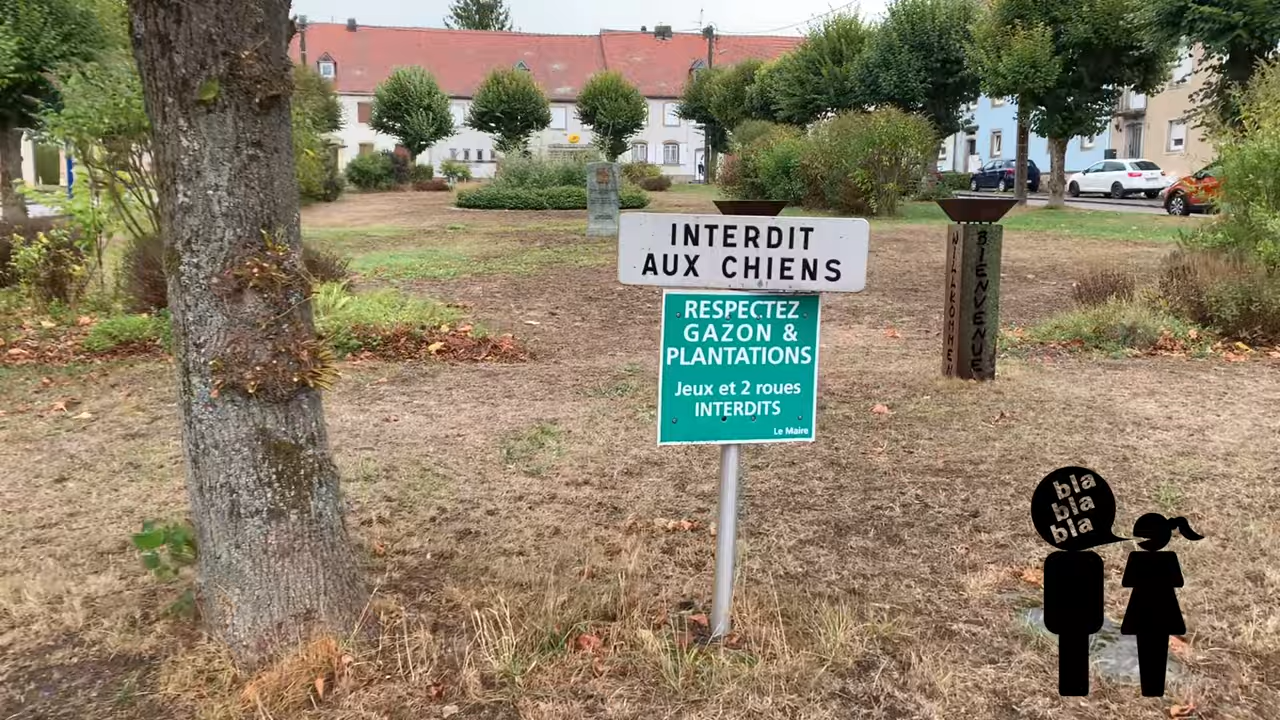 INTERDIT
AUX CHIENS
RESPECTEZ
GAZON &
PLANTATIONS
Jeux et 2 roues
INTERDITS
Le Maire
WILLKOMMEN
BIENVENUE
bla
bla
bla